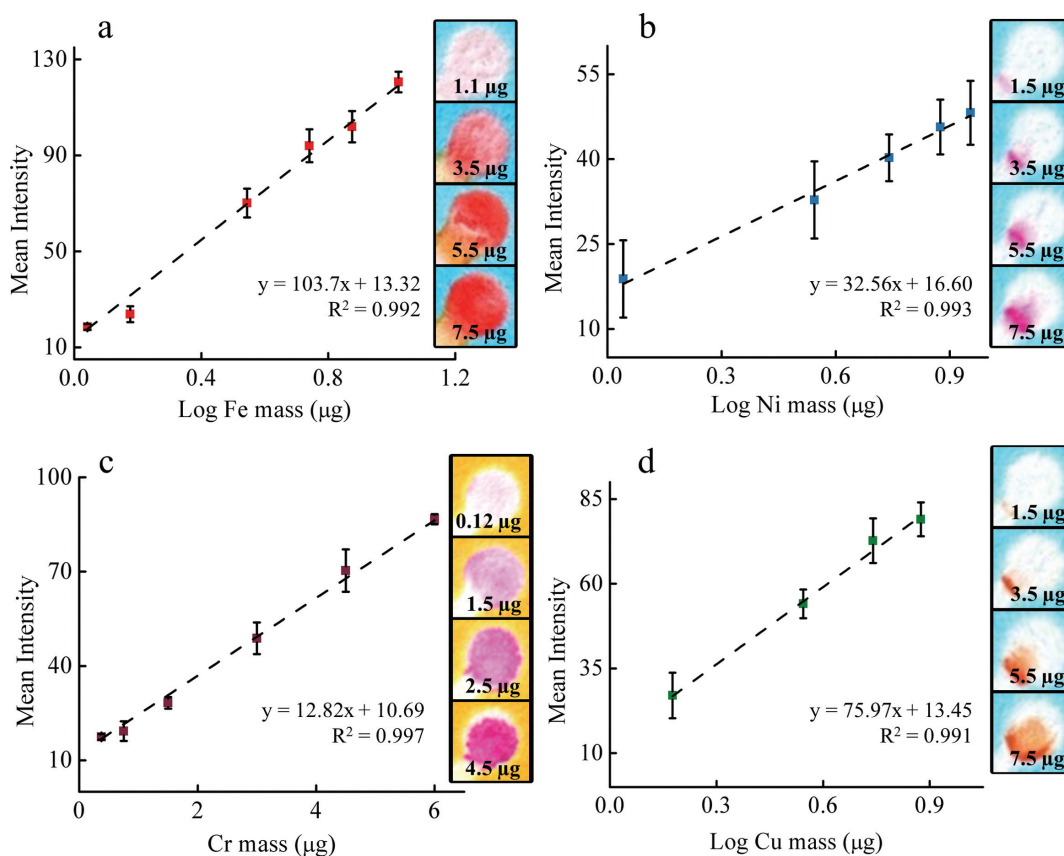 a
130
90
50
10
0.0 0.4 0.8 1.2
Mean Intensity
Log Fe mass (µg)
y = 103.7x + 13.32
R² = 0.992
1.1 µg
3.5 µg
5.5 µg
7.5 µg
b
55
40
25
10
0.0 0.3 0.6 0.9
Mean Intensity
Log Ni mass (µg)
y = 32.56x + 16.60
R² = 0.993
1.5 µg
3.5 µg
5.5 µg
7.5 µg
c
100
70
40
10
0 2 4 6
Mean Intensity
Cr mass (µg)
y = 12.82x + 10.69
R² = 0.997
0.12 µg
1.5 µg
2.5 µg
4.5 µg
d
85
60
35
10
0.0 0.3 0.6 0.9
Mean Intensity
Log Cu mass (µg)
y = 75.97x + 13.45
R² = 0.991
1.5 µg
3.5 µg
5.5 µg
7.5 µg